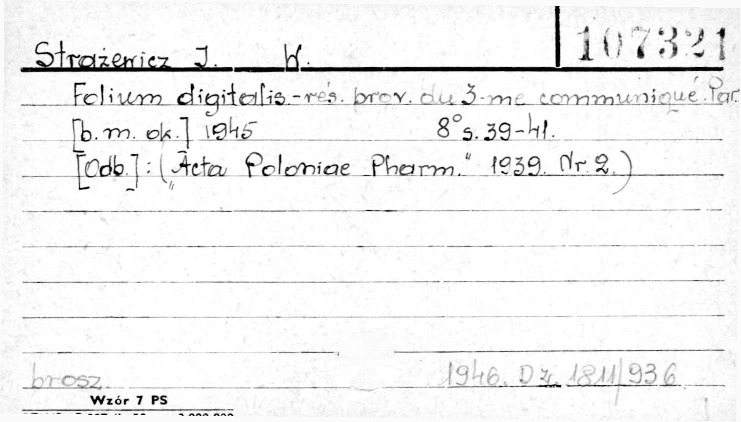 Strażewicz J. W. 107321
Folium digitalis-rés. prov. du 3-me communiqué. Par.
[b.m. ok.] 1945 8° s. 39-41.
[Odb.]: („Acta Poloniae Pharm." 1939. Nr. 2.)
brosz. 1946. Dż. 1811/936
Wzór 7 PS